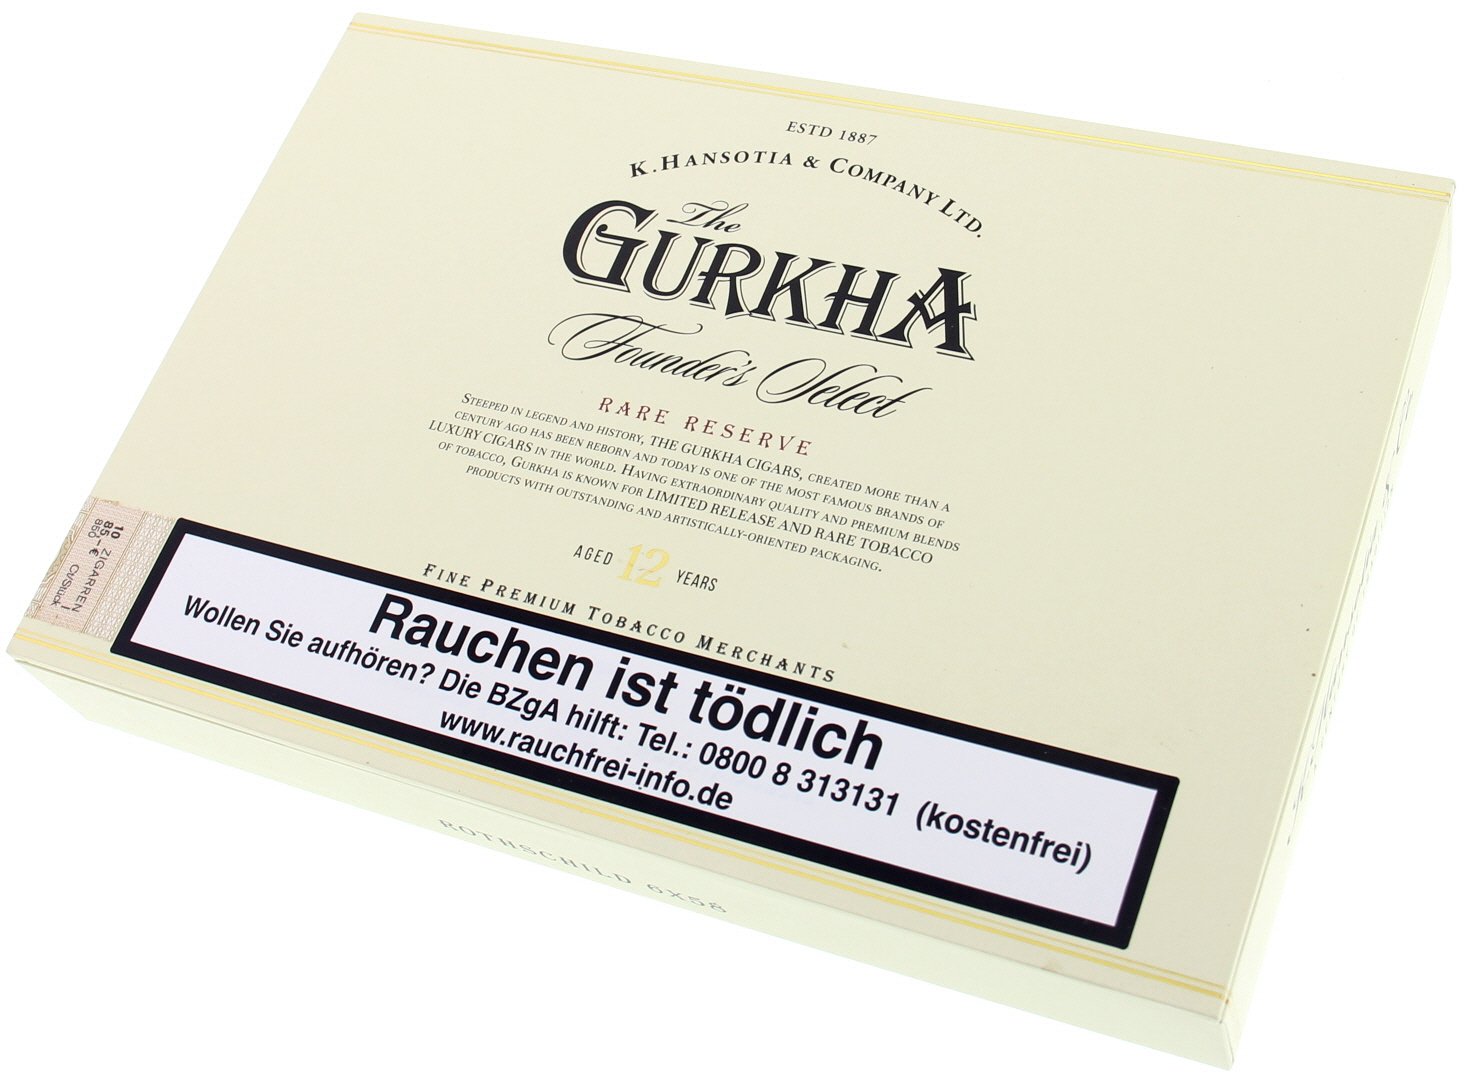 ESTD 1887
K. HANSOTIA & COMPANY LTD.
The
GURKHA
Founder's Select
RARE RESERVE
STEEPED IN LEGEND AND HISTORY, THE GURKHA CIGARS, CREATED MORE THAN A
CENTURY AGO HAS BEEN REBORN AND TODAY IS ONE OF THE MOST FAMOUS BRANDS OF
LUXURY CIGARS IN THE WORLD. HAVING EXTRAORDINARY QUALITY AND PREMIUM BLENDS
OF TOBACCO, GURKHA IS KNOWN FOR LIMITED RELEASE AND RARE TOBACCO
PRODUCTS WITH OUTSTANDING AND ARTISTICALLY-ORIENTED PACKAGING.
AGED 12 YEARS
FINE PREMIUM TOBACCO MERCHANTS
10 ZIGARREN I
85,- €
850 Ct/Stück
Rauchen ist tödlich
Wollen Sie aufhören? Die BZgA hilft: Tel.: 0800 8 313131 (kostenfrei)
www.rauchfrei-info.de
ROTHSCHILD 6X58